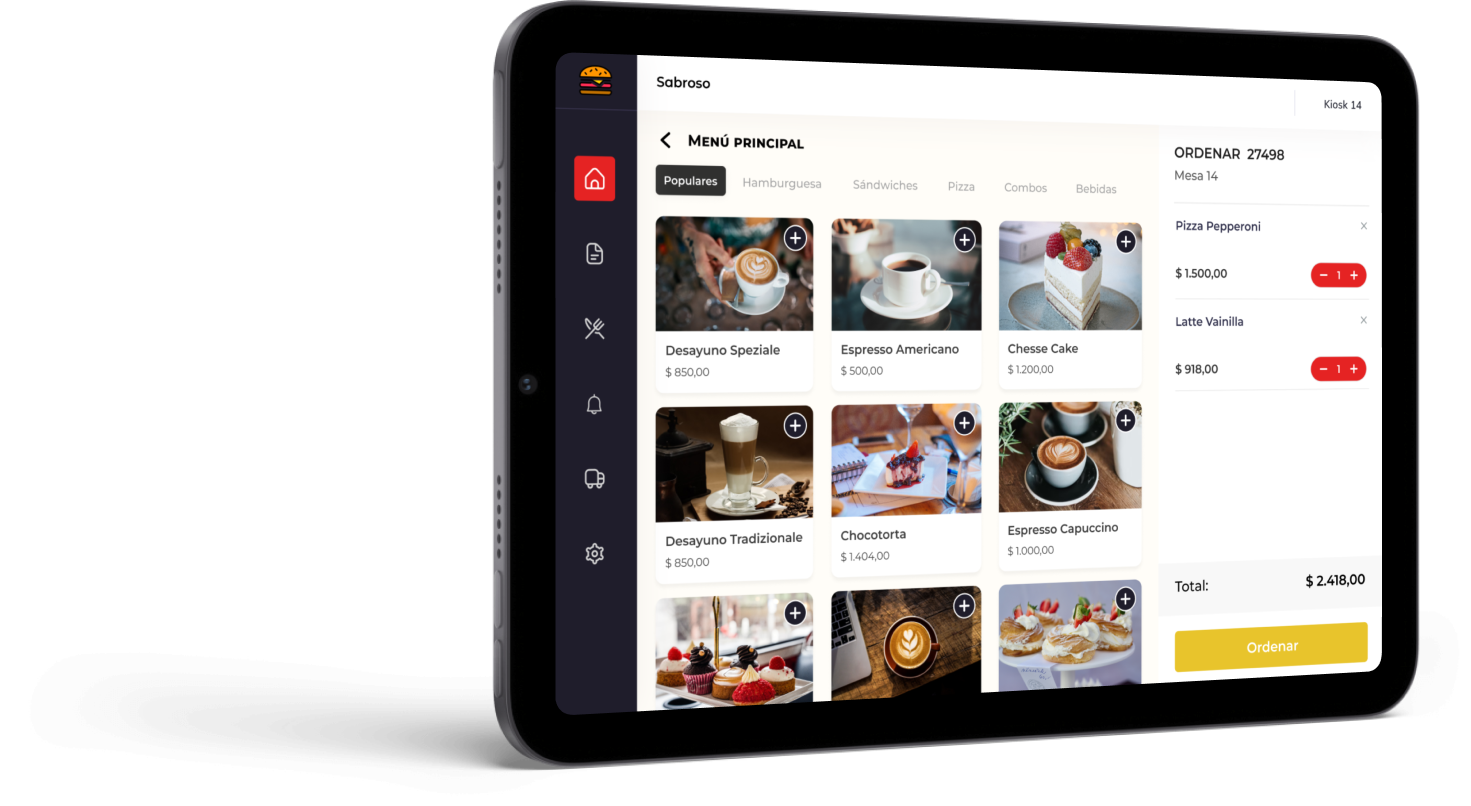 Sabroso
Kiosk 14
MENÚ PRINCIPAL
Populares
Hamburguesa
Sándwiches
Pizza
Combos
Bebidas
Desayuno Speziale
$ 850,00
Espresso Americano
$ 500,00
Chesse Cake
$ 1.200,00
Desayuno Tradizionale
$ 850,00
Chocotorta
$ 1.404,00
Espresso Capuccino
$ 1.000,00
ORDENAR 27498
Mesa 14
Pizza Pepperoni
x
$ 1.500,00
− 1 +
Latte Vainilla
x
$ 918,00
− 1 +
Total:
$ 2.418,00
Ordenar